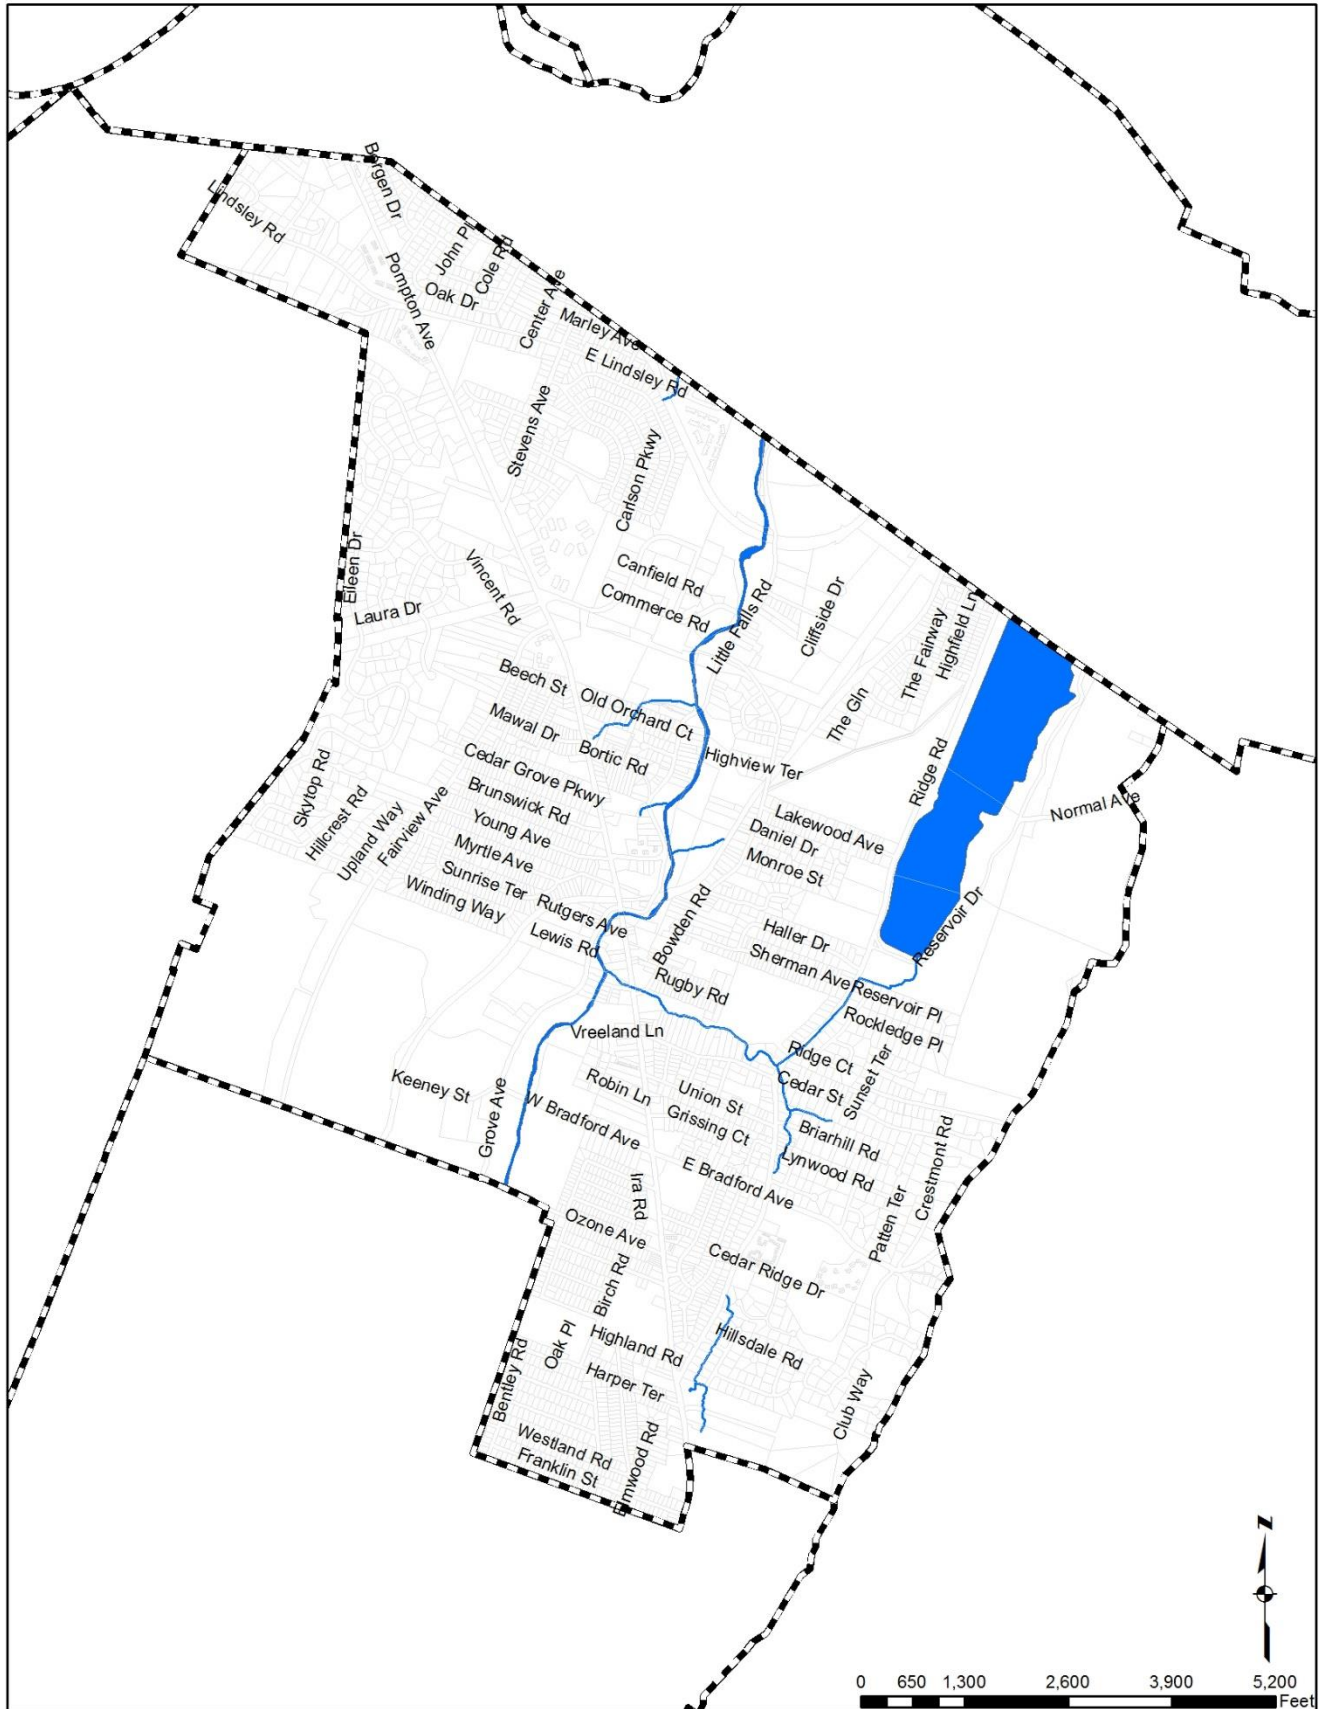 Bergen Dr
Lindsley Rd
John Pl
Cole Rd
Pompton Ave
Oak Dr
Center Ave
Marley Ave
E Lindsley Rd
Stevens Ave
Carlson Pkwy
Eileen Dr
Laura Dr
Vincent Rd
Canfield Rd
Commerce Rd
Little Falls Rd
Cliffside Dr
The Fairway
Highfield Ln
Beech St
Old Orchard Ct
The Gln
Mawal Dr
Bortic Rd
Highview Ter
Ridge Rd
Cedar Grove Pkwy
Skytop Rd
Hillcrest Rd
Upland Way
Fairview Ave
Brunswick Rd
Young Ave
Lakewood Ave
Normal Ave
Daniel Dr
Myrtle Ave
Monroe St
Sunrise Ter
Winding Way
Rutgers Ave
Lewis Rd
Bowden Rd
Haller Dr
Reservoir Dr
Sherman Ave
Reservoir Pl
Rugby Rd
Rockledge Pl
Vreeland Ln
Ridge Ct
Cedar St
Sunset Ter
Keeney St
Grove Ave
Robin Ln
Union St
W Bradford Ave
Grissing Ct
Briarhill Rd
Lynwood Rd
Crestmont Rd
E Bradford Ave
Ira Rd
Patten Ter
Ozone Ave
Cedar Ridge Dr
Birch Rd
Oak Pl
Highland Rd
Hillsdale Rd
Bentley Rd
Harper Ter
Club Way
Westland Rd
Franklin St
Elmwood Rd
N
0 650 1,300 2,600 3,900 5,200
Feet